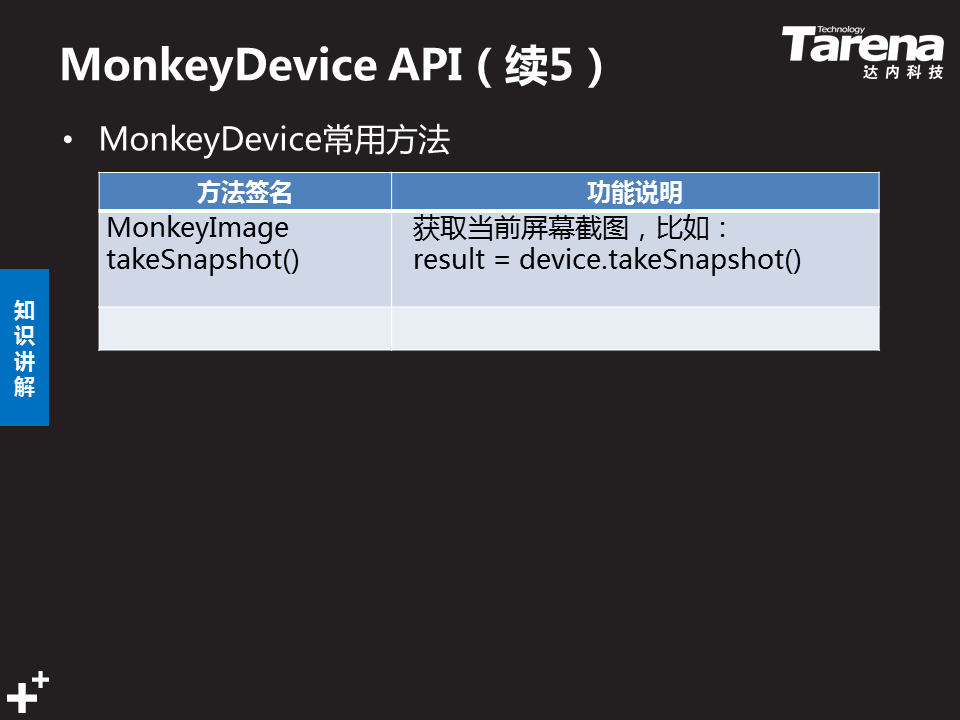 MonkeyDevice API（续5）
Technology
Tarena
达内科技
• MonkeyDevice常用方法
方法签名
功能说明
MonkeyImage
takeSnapshot()
获取当前屏幕截图，比如：
result = device.takeSnapshot()
知
识
讲
解